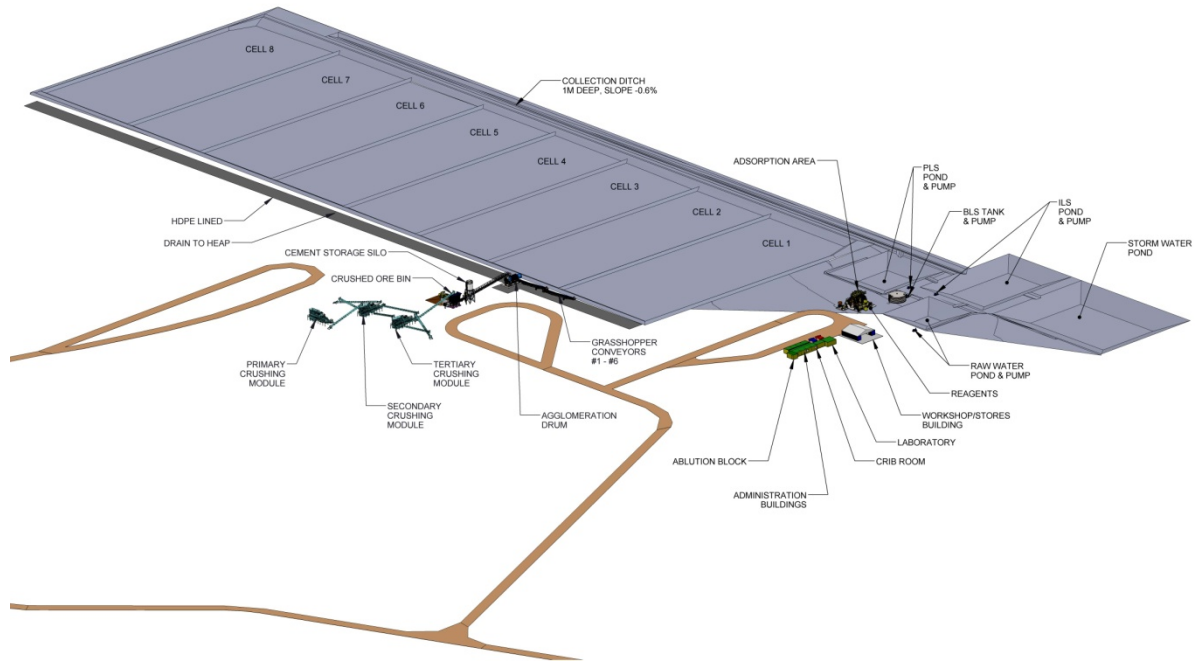 CELL 8
CELL 7
CELL 6
CELL 5
CELL 4
CELL 3
CELL 2
CELL 1
COLLECTION DITCH
1M DEEP, SLOPE -0.6%
ADSORPTION AREA
PLS
POND
& PUMP
BLS TANK
& PUMP
ILS
POND
& PUMP
STORM WATER
POND
HDPE LINED
DRAIN TO HEAP
CEMENT STORAGE SILO
CRUSHED ORE BIN
PRIMARY
CRUSHING
MODULE
SECONDARY
CRUSHING
MODULE
TERTIARY
CRUSHING
MODULE
GRASSHOPPER
CONVEYORS
#1 - #6
AGGLOMERATION
DRUM
RAW WATER
POND & PUMP
REAGENTS
WORKSHOP/STORES
BUILDING
LABORATORY
CRIB ROOM
ABLUTION BLOCK
ADMINISTRATION
BUILDINGS